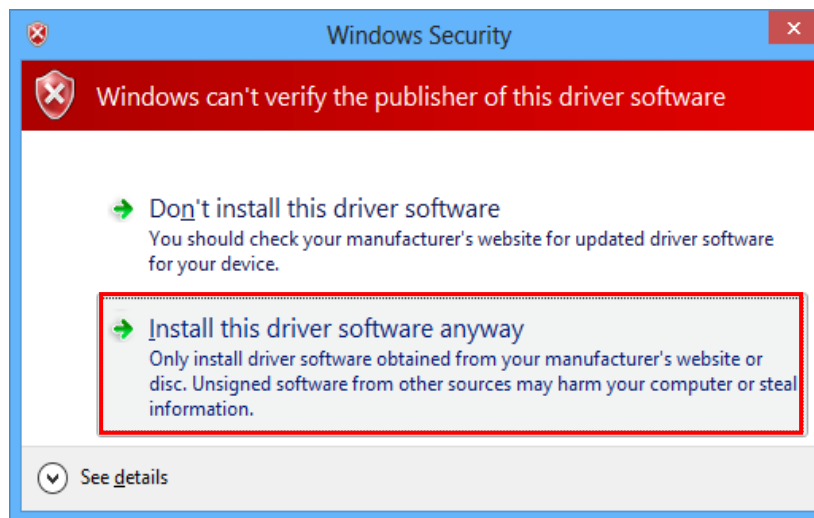 Windows Security
Windows can't verify the publisher of this driver software
Don't install this driver software
You should check your manufacturer's website for updated driver software
for your device.
Install this driver software anyway
Only install driver software obtained from your manufacturer's website or
disc. Unsigned software from other sources may harm your computer or steal
information.
See details